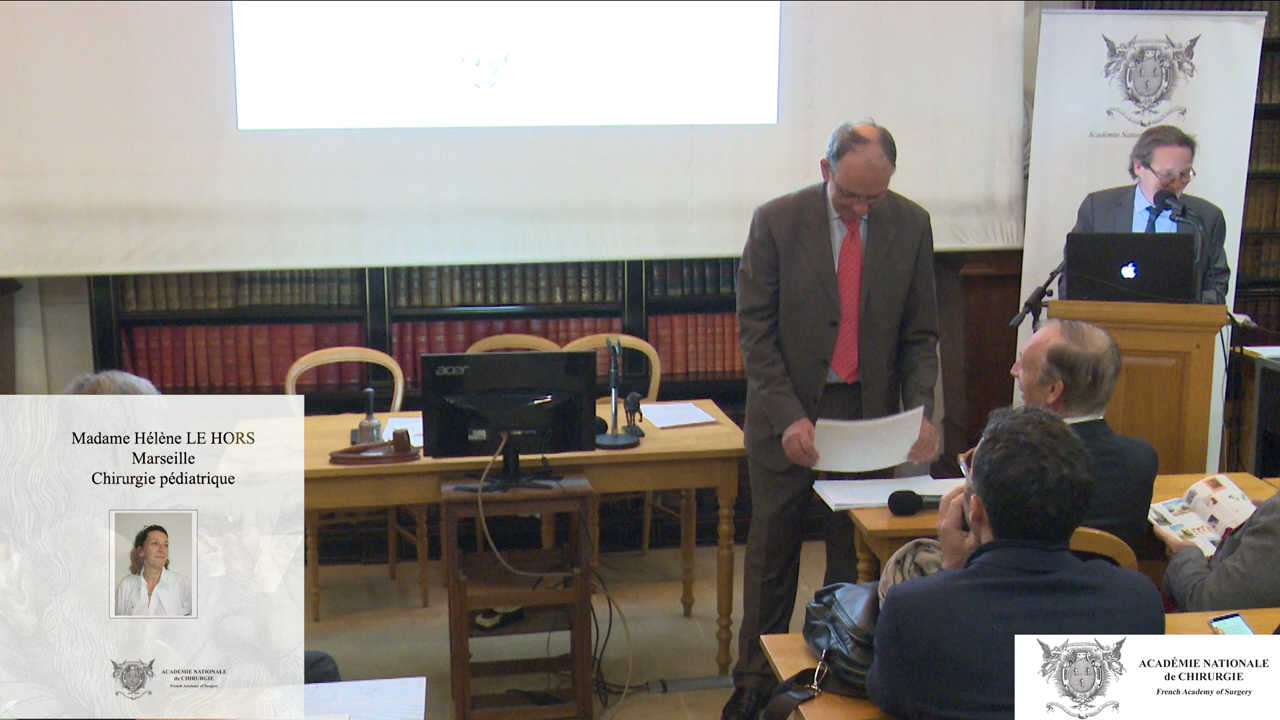 Académie
acer
Madame Hélène LE HORS
Marseille
Chirurgie pédiatrique
ACADÉMIE NATIONALE
de CHIRURGIE
French Academy of Surgery
ACADÉMIE NATIONALE
de CHIRURGIE
French Academy of Surgery